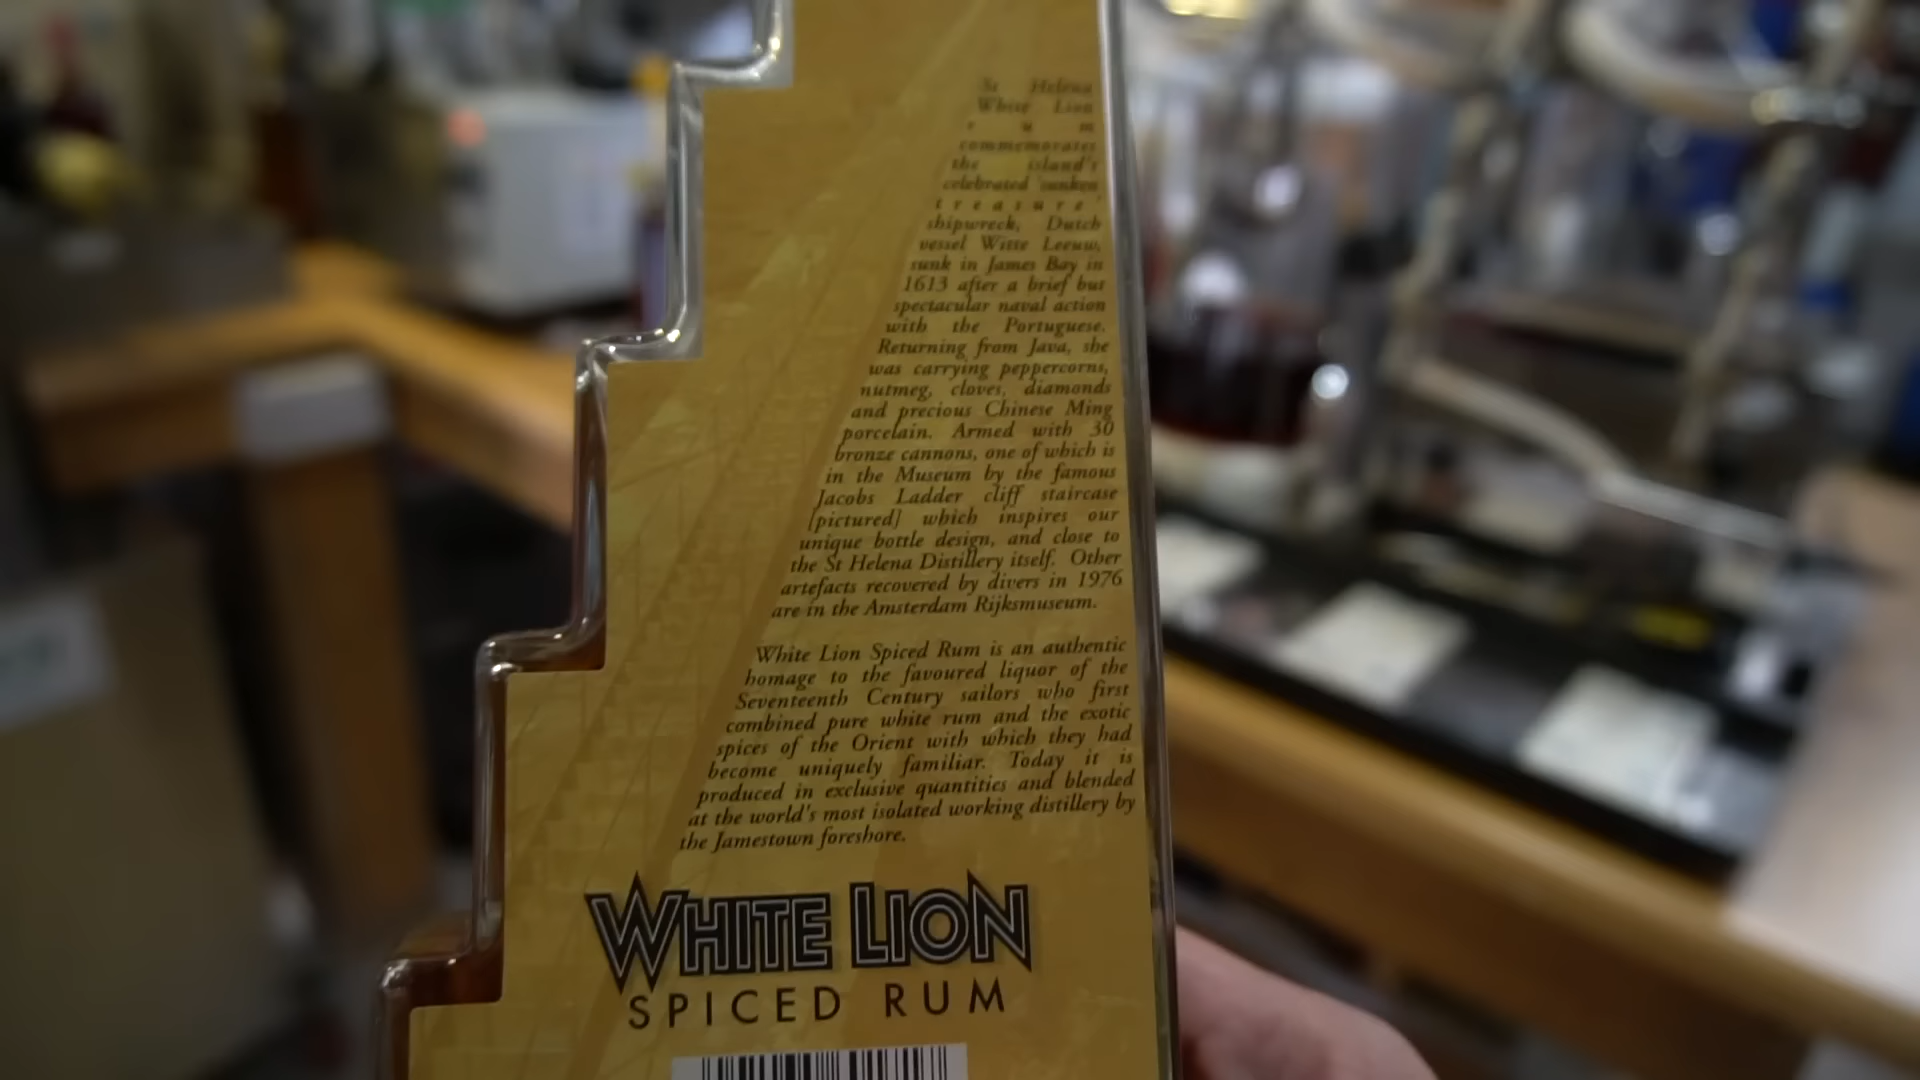 St Helena
White Lion
r u m
commemorates
the island's
celebrated 'sunken
treasure'
shipwreck, Dutch
vessel Witte Leeuw,
sunk in James Bay in
1613 after a brief but
spectacular naval action
with the Portuguese.
Returning from Java, she
was carrying peppercorns,
nutmeg, cloves, diamonds
and precious Chinese Ming
porcelain. Armed with 30
bronze cannons, one of which is
in the Museum by the famous
Jacobs Ladder cliff staircase
[pictured] which inspires our
unique bottle design, and close to
the St Helena Distillery itself. Other
artefacts recovered by divers in 1976
are in the Amsterdam Rijksmuseum.
White Lion Spiced Rum is an authentic
homage to the favoured liquor of the
Seventeenth Century sailors who first
combined pure white rum and the exotic
spices of the Orient with which they had
become uniquely familiar. Today it is
produced in exclusive quantities and blended
at the world's most isolated working distillery by
the Jamestown foreshore.
WHITE LION
SPICED RUM